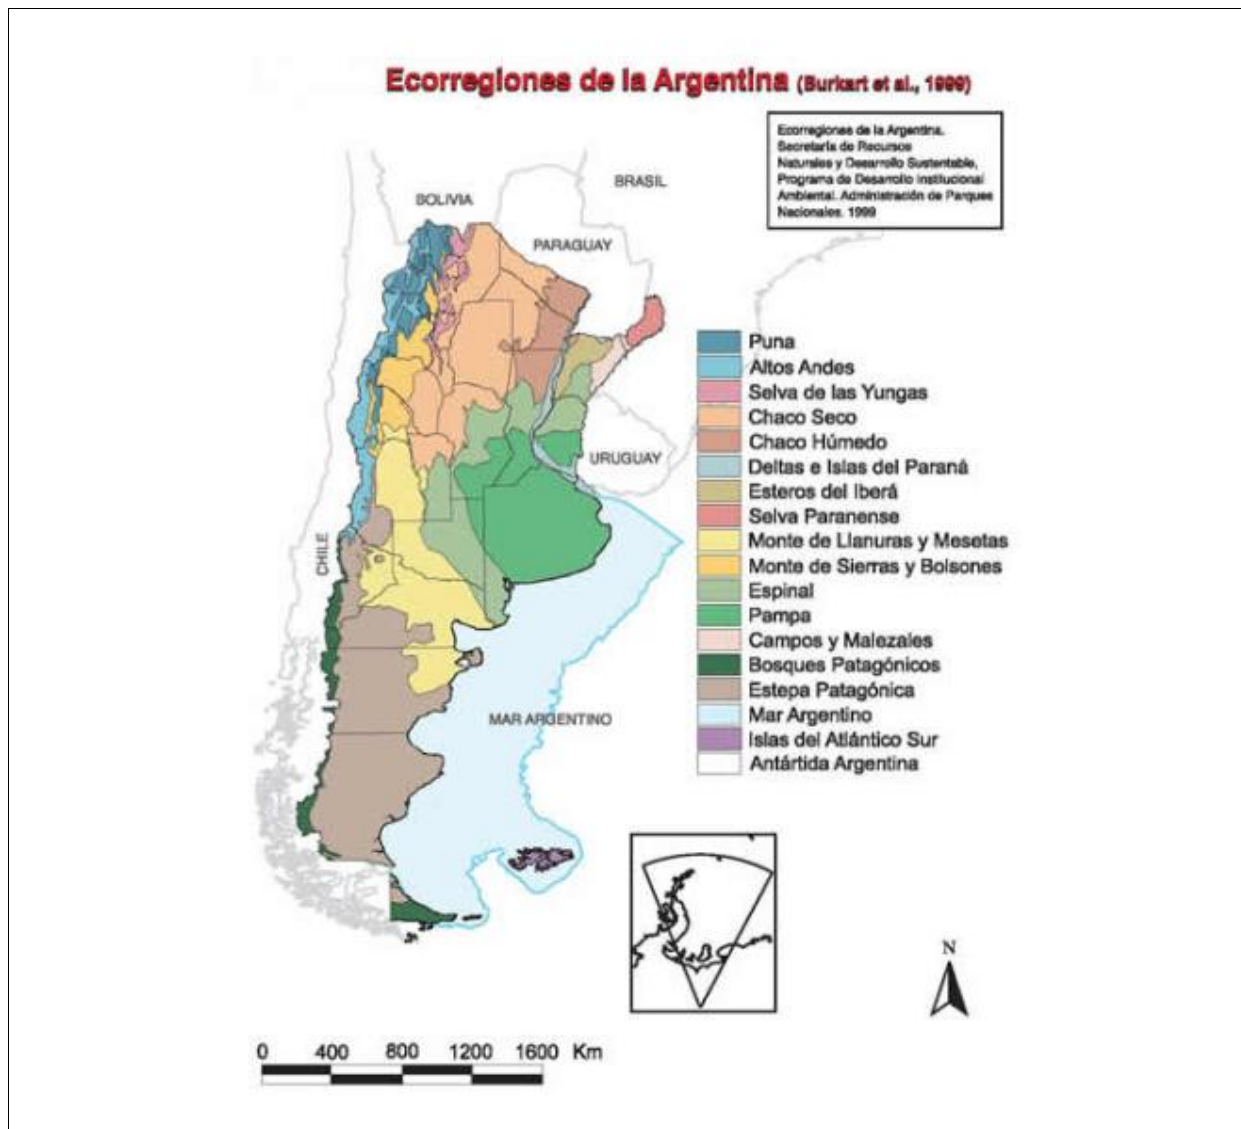 Ecorregiones de la Argentina (Burkart et al., 1999)
Ecorregiones de la Argentina.
Secretaría de Recursos
Naturales y Desarrollo Sustentable,
Programa de Desarrollo Institucional
Ambiental. Administración de Parques
Nacionales. 1999
BRASIL
BOLIVIA
PARAGUAY
URUGUAY
CHILE
MAR ARGENTINO
Puna
Altos Andes
Selva de las Yungas
Chaco Seco
Chaco Húmedo
Deltas e Islas del Paraná
Esteros del Iberá
Selva Paranense
Monte de Llanuras y Mesetas
Monte de Sierras y Bolsones
Espinal
Pampa
Campos y Malezales
Bosques Patagónicos
Estepa Patagónica
Mar Argentino
Islas del Atlántico Sur
Antártida Argentina
N
0 400 800 1200 1600 Km